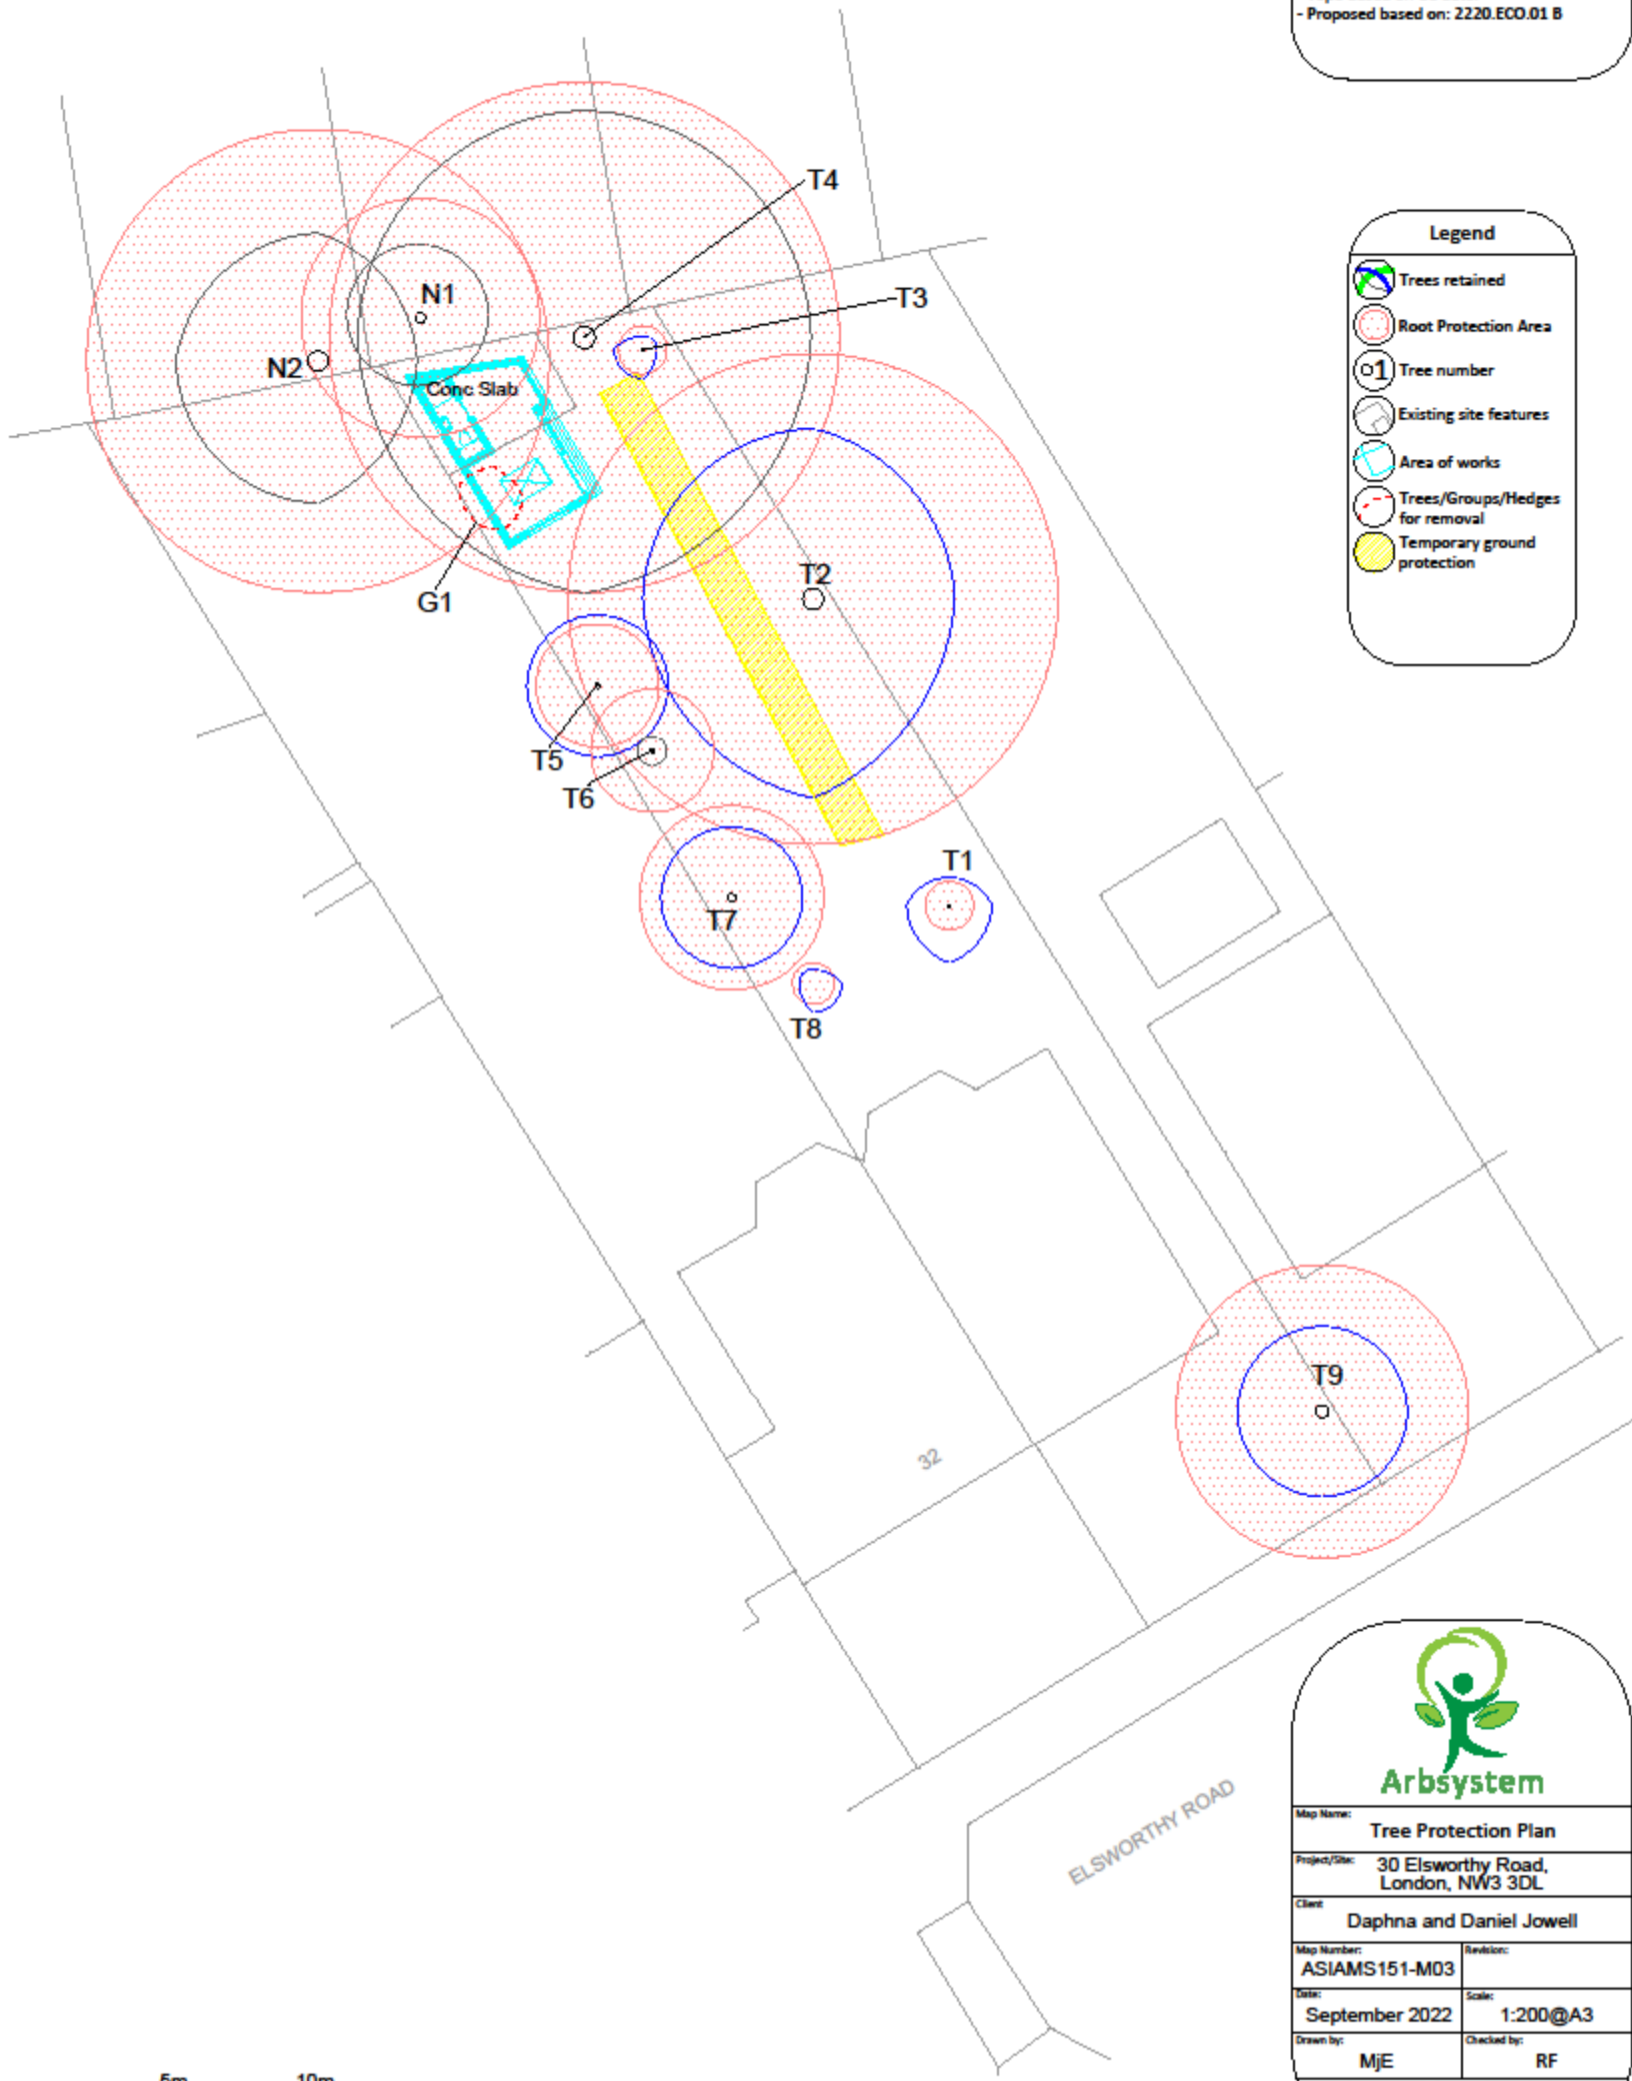 - Proposed based on: 2220.ECO.01 B
T4
T3
N1
N2
Conc Slab
G1
T2
T5
T6
T7
T1
T8
T9
32
ELSWORTHY ROAD
5m 10m
Legend
Trees retained
Root Protection Area
1 Tree number
Existing site features
Area of works
Trees/Groups/Hedges
for removal
Temporary ground
protection
Arbsystem
Map Name:
Tree Protection Plan
Project/Site:
30 Elsworthy Road,
London, NW3 3DL
Client
Daphna and Daniel Jowell
Map Number:
ASIAMS151-M03
Revision:
Date:
September 2022
Scale:
1:200@A3
Drawn by:
MjE
Checked by:
RF